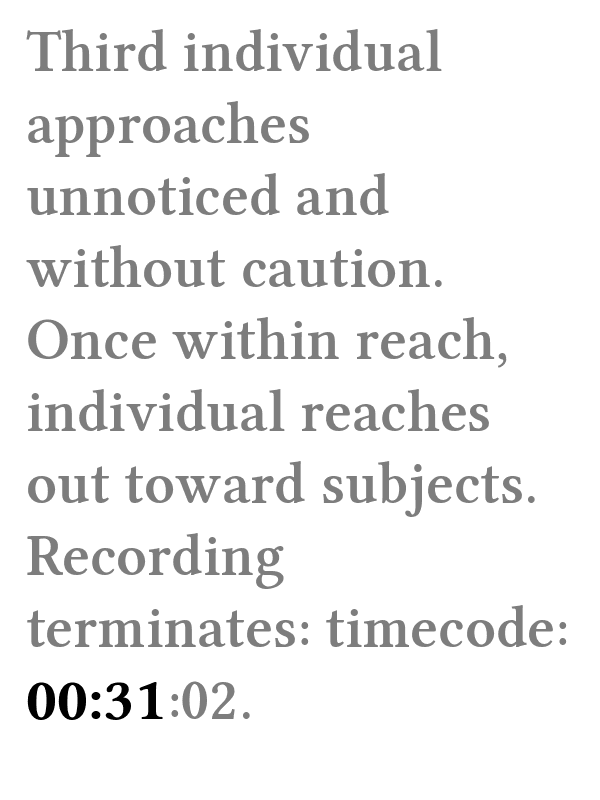 Third individual
approaches
unnoticed and
without caution.
Once within reach,
individual reaches
out toward subjects.
Recording
terminates: timecode:
00:31:02.